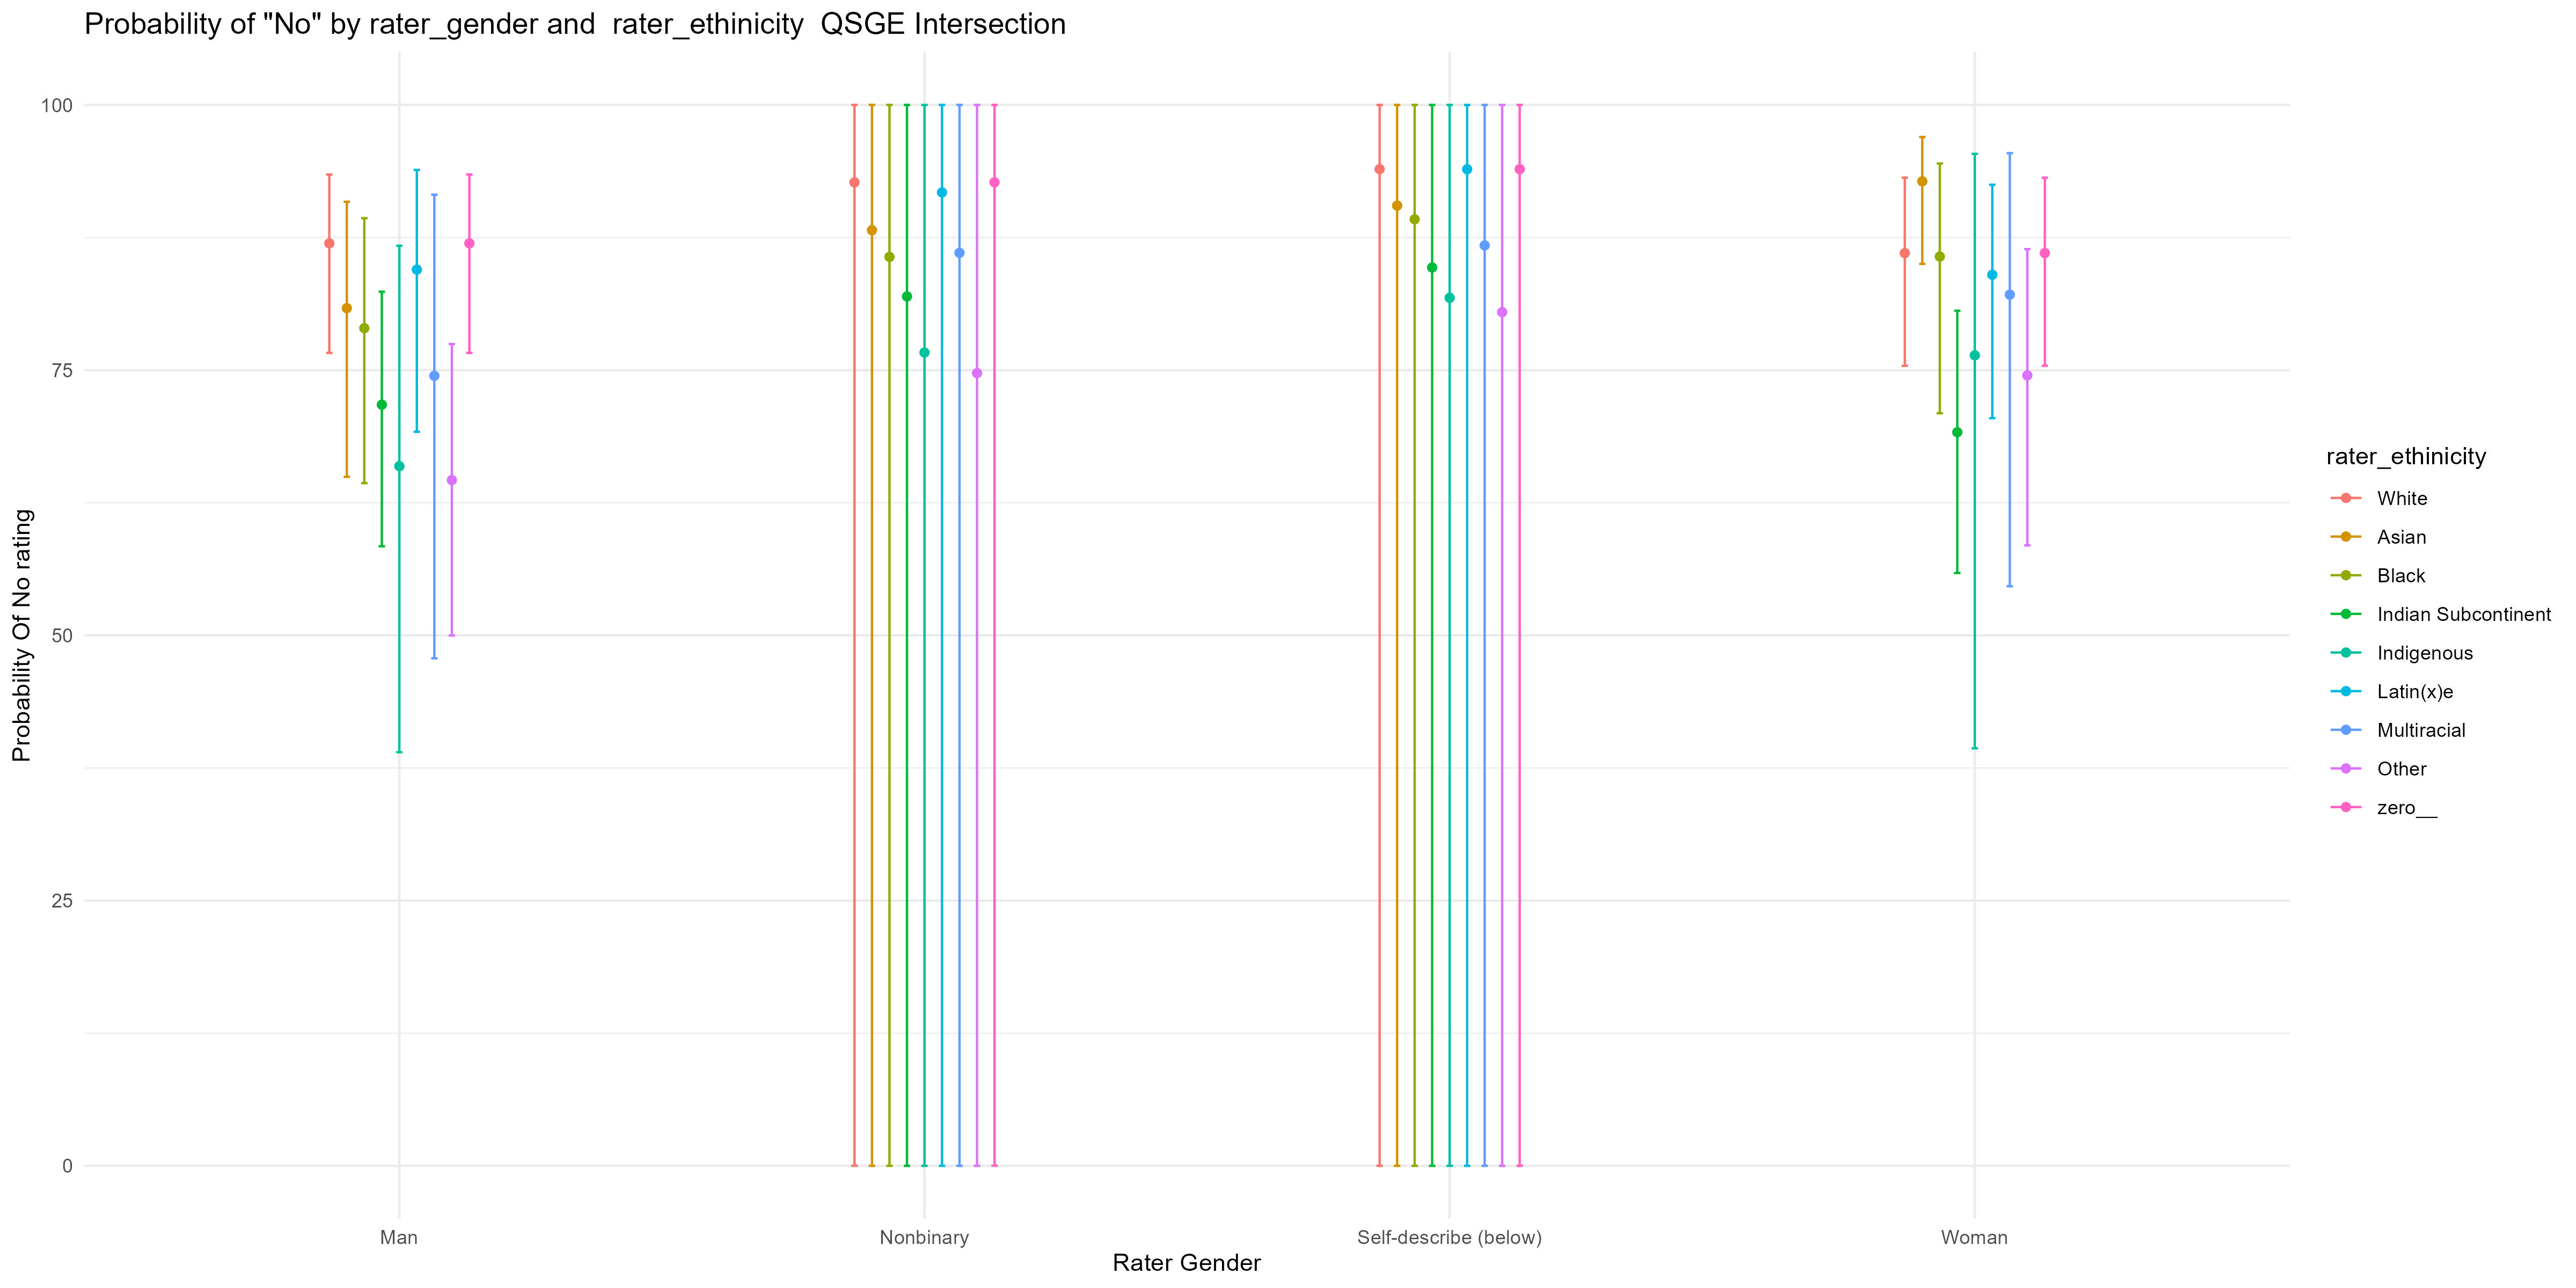 Probability of "No" by rater_gender and  rater_ethinicity  QSGE Intersection
100
75
50
25
0
Probability Of No rating
Man
Nonbinary
Self-describe (below)
Woman
Rater Gender
rater_ethinicity
White
Asian
Black
Indian Subcontinent
Indigenous
Latin(x)e
Multiracial
Other
zero__